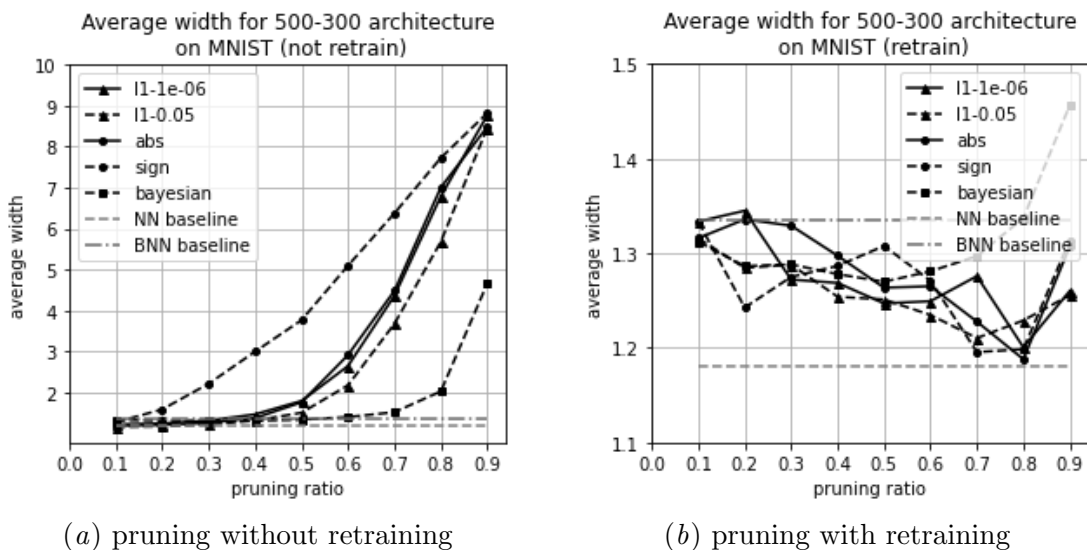 Average width for 500-300 architecture
on MNIST (not retrain)
10
9
8
7
6
5
4
3
2
average width
l1-1e-06
l1-0.05
abs
sign
bayesian
NN baseline
BNN baseline
0.0 0.1 0.2 0.3 0.4 0.5 0.6 0.7 0.8 0.9
pruning ratio
(a) pruning without retraining
Average width for 500-300 architecture
on MNIST (retrain)
1.5
1.4
1.3
1.2
1.1
average width
l1-1e-06
l1-0.05
abs
sign
bayesian
NN baseline
BNN baseline
0.0 0.1 0.2 0.3 0.4 0.5 0.6 0.7 0.8 0.9
pruning ratio
(b) pruning with retraining